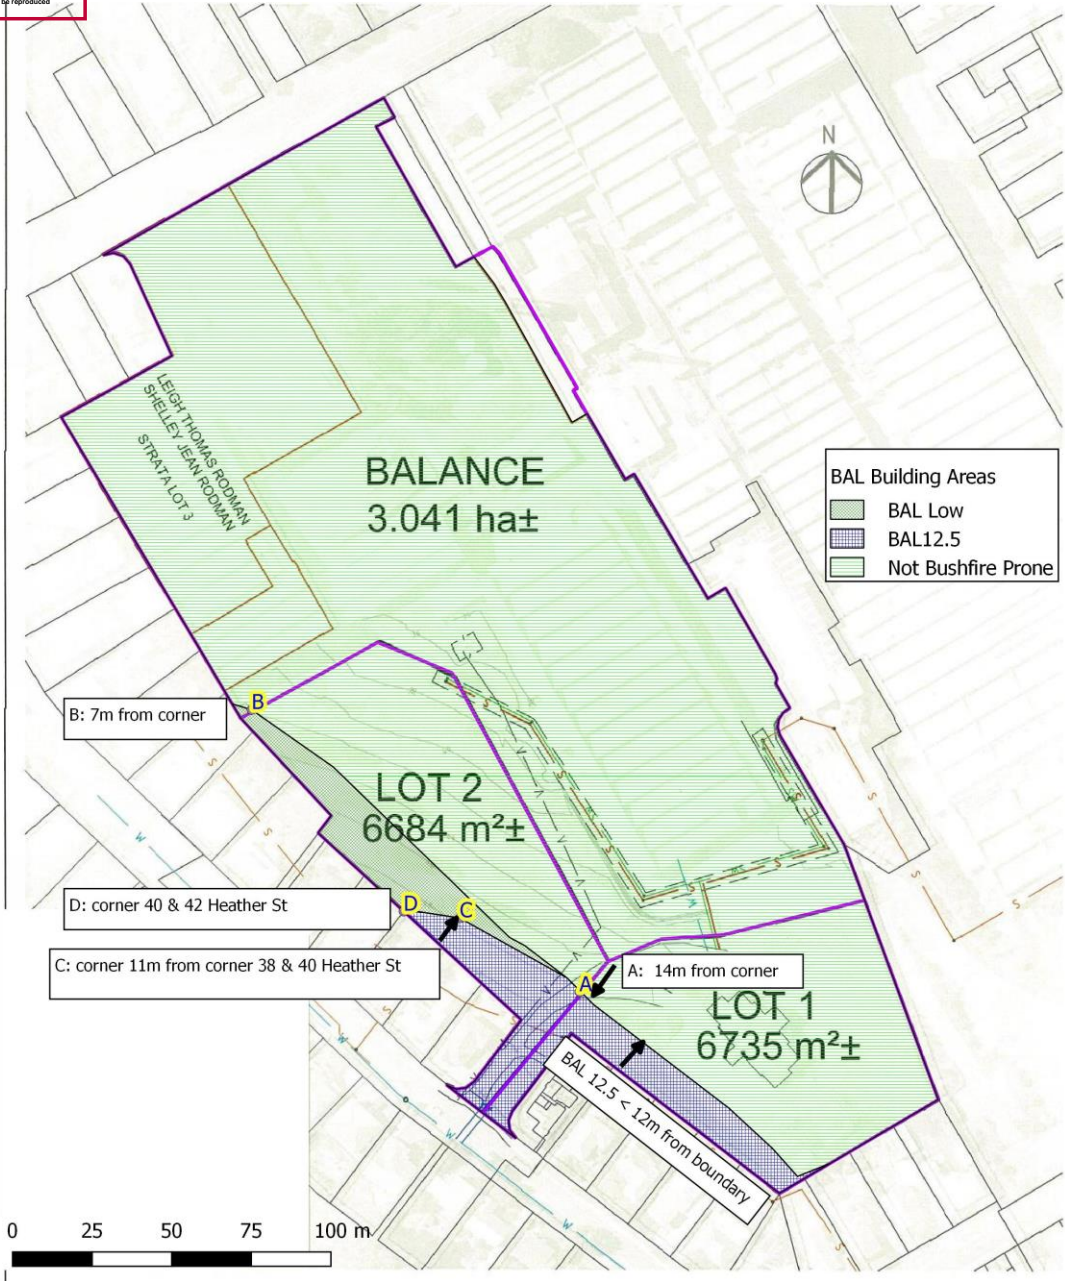 be reproduced
N
LEIGH THOMAS RODMAN
SHELLEY JEAN RODMAN
STRATA LOT 3
BALANCE
3.041 ha±
BAL Building Areas
BAL Low
BAL12.5
Not Bushfire Prone
B: 7m from corner
B
LOT 2
6684 m²±
D: corner 40 & 42 Heather St
D
C
C: corner 11m from corner 38 & 40 Heather St
A
A: 14m from corner
LOT 1
6735 m²±
BAL 12.5 < 12m from boundary
S
S
S
S
W
W
W
W
0 25 50 75 100 m